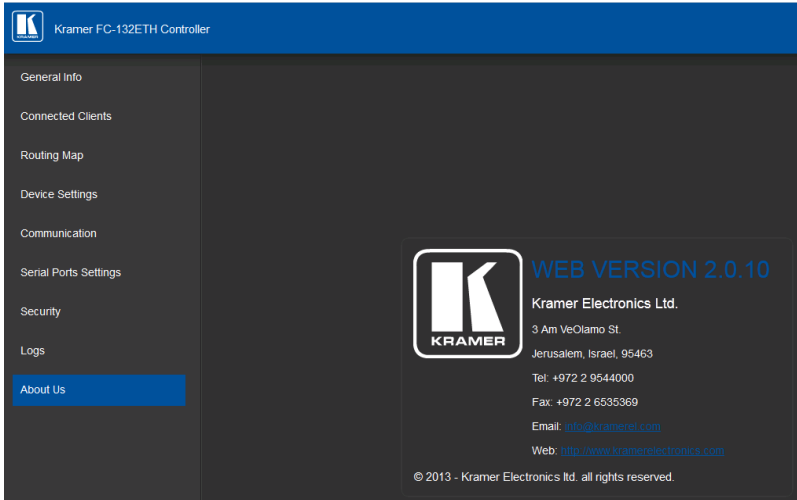 KRAMER
Kramer FC-132ETH Controller
General Info
Connected Clients
Routing Map
Device Settings
Communication
Serial Ports Settings
Security
Logs
About Us
KRAMER
WEB VERSION 2.0.10
Kramer Electronics Ltd.
3 Am VeOlamo St.
Jerusalem, Israel, 95463
Tel: +972 2 9544000
Fax: +972 2 6535369
Email: info@kramerel.com
Web: http://www.kramerelectronics.com
© 2013 - Kramer Electronics ltd. all rights reserved.